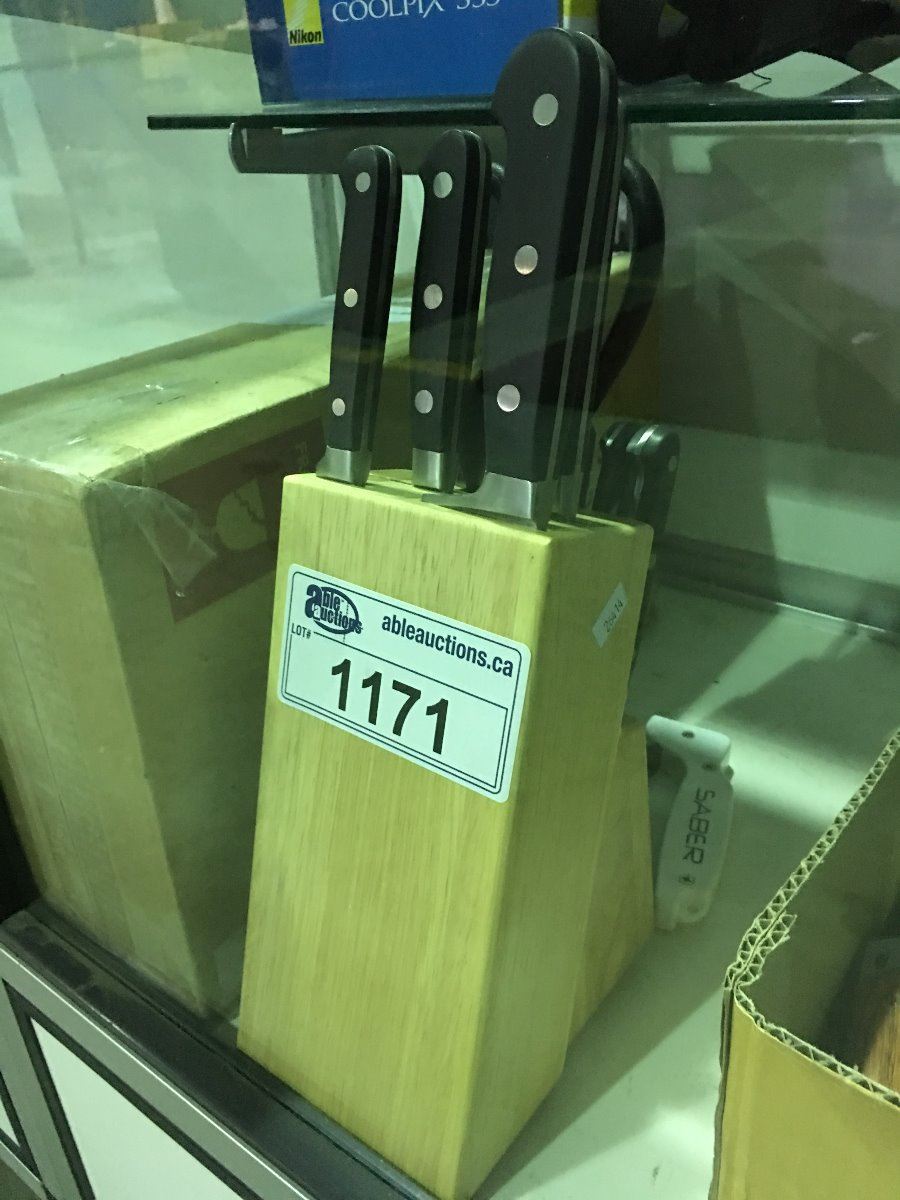 COOLPIX
Nikon
able
auctions
ableauctions.ca
LOT#
1171
SABER